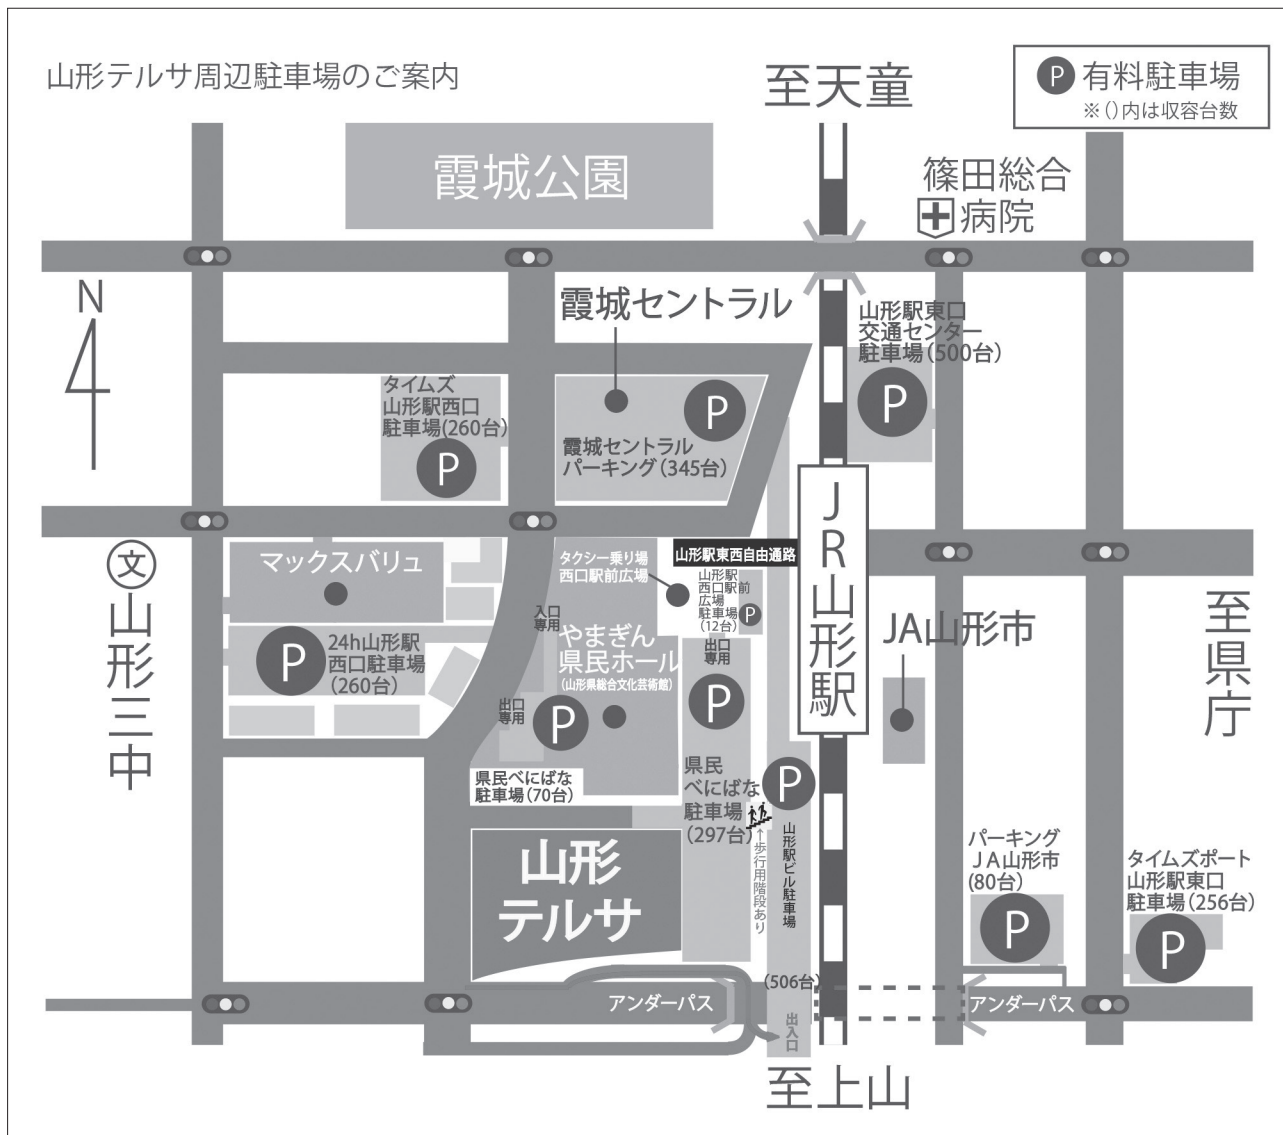 山形テルサ周辺駐車場のご案内
至天童
P 有料駐車場
※()内は収容台数
霞城公園
篠田総合
病院
N
霞城セントラル
山形駅東口
交通センター
駐車場(500台)
P
タイムズ
山形駅西口
駐車場(260台)
P
P
霞城セントラル
パーキング(345台)
JR山形駅
文
山形三中
マックスバリュ
P
24h山形駅
西口駐車場
(260台)
タクシー乗り場
西口駅前広場
山形駅東西自由通路
山形駅
西口駅前
広場
駐車場
(12台)
P
入口
専用
やまぎん
県民ホール
(山形県総合文化芸術館)
出口
専用
P
出口
専用
P
県民べにばな
駐車場(70台)
県民
べにばな
駐車場
(297台)
P
↑歩行用階段あり
山形駅ビル駐車場
(506台)
出入口
JA山形市
至県庁
山形
テルサ
パーキング
JA山形市
(80台)
P
タイムズポート
山形駅東口
駐車場(256台)
P
アンダーパス
アンダーパス
至上山